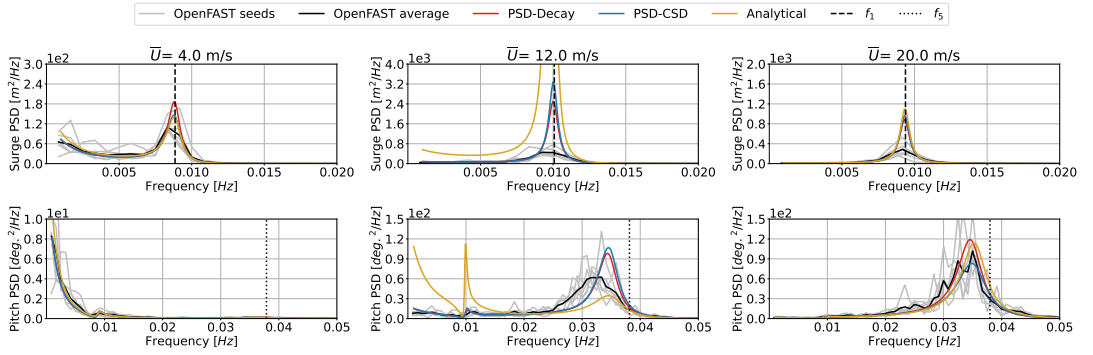 OpenFAST seeds OpenFAST average PSD-Decay PSD-CSD Analytical f₁ f₅
U̅= 4.0 m/s
1e2
Surge PSD [m²/Hz]
3.0
2.4
1.8
1.2
0.6
0.0
0.005 0.010 0.015 0.020
Frequency [Hz]
U̅= 12.0 m/s
1e3
Surge PSD [m²/Hz]
4.0
3.2
2.4
1.6
0.8
0.0
0.005 0.010 0.015 0.020
Frequency [Hz]
U̅= 20.0 m/s
1e3
Surge PSD [m²/Hz]
2.0
1.6
1.2
0.8
0.4
0.0
0.005 0.010 0.015 0.020
Frequency [Hz]
1e1
Pitch PSD [deg.²/Hz]
1.0
0.8
0.6
0.4
0.2
0.0
0.01 0.02 0.03 0.04 0.05
Frequency [Hz]
1e2
Pitch PSD [deg.²/Hz]
1.5
1.2
0.9
0.6
0.3
0.0
0.01 0.02 0.03 0.04 0.05
Frequency [Hz]
1e2
Pitch PSD [deg.²/Hz]
1.5
1.2
0.9
0.6
0.3
0.0
0.01 0.02 0.03 0.04 0.05
Frequency [Hz]